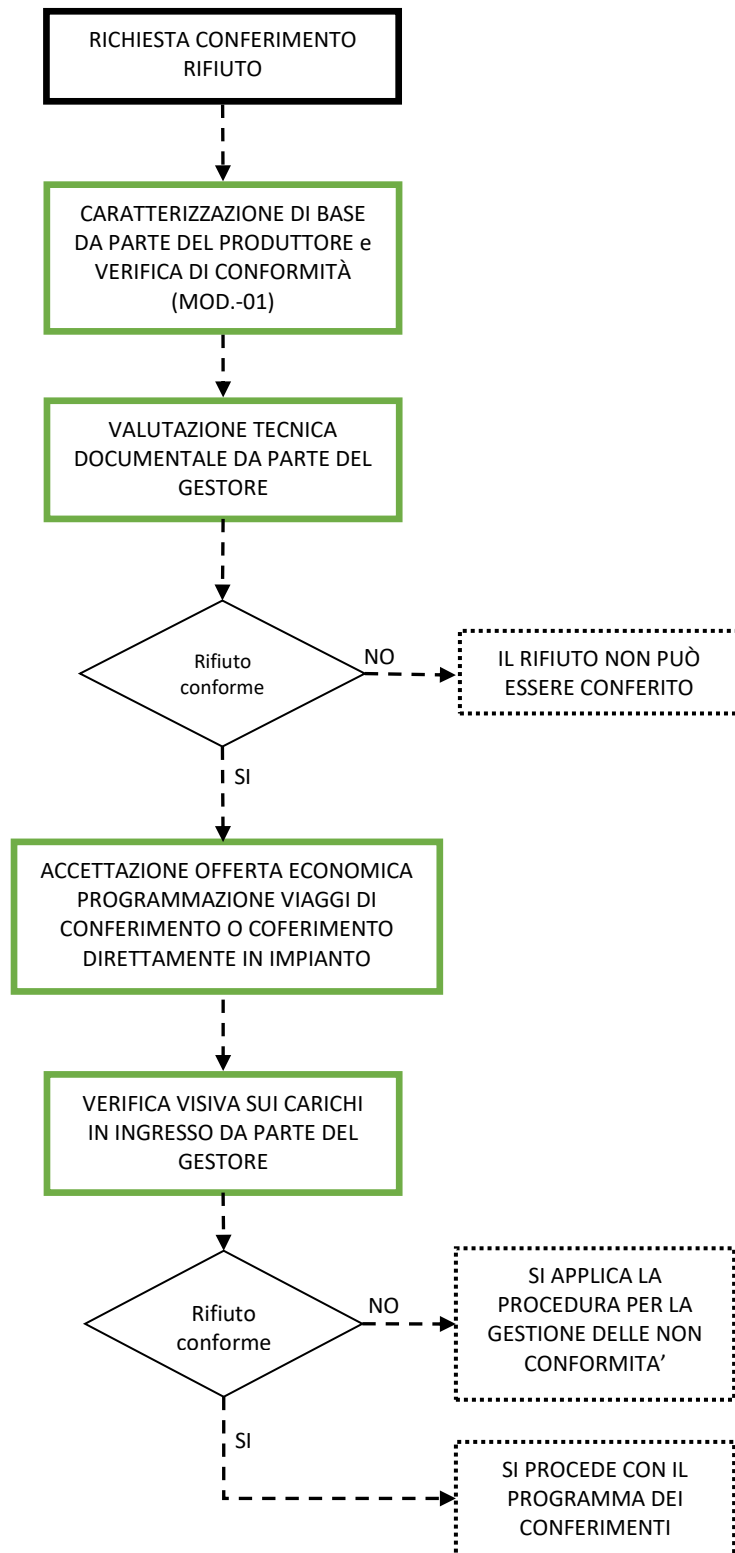 RICHIESTA CONFERIMENTO
RIFIUTO
CARATTERIZZAZIONE DI BASE
DA PARTE DEL PRODUTTORE e
VERIFICA DI CONFORMITÀ
(MOD.-01)
VALUTAZIONE TECNICA
DOCUMENTALE DA PARTE DEL
GESTORE
Rifiuto
conforme
NO
IL RIFIUTO NON PUÒ
ESSERE CONFERITO
SI
ACCETTAZIONE OFFERTA ECONOMICA
PROGRAMMAZIONE VIAGGI DI
CONFERIMENTO O COFERIMENTO
DIRETTAMENTE IN IMPIANTO
VERIFICA VISIVA SUI CARICHI
IN INGRESSO DA PARTE DEL
GESTORE
Rifiuto
conforme
NO
SI APPLICA LA
PROCEDURA PER LA
GESTIONE DELLE NON
CONFORMITA’
SI
SI PROCEDE CON IL
PROGRAMMA DEI
CONFERIMENTI